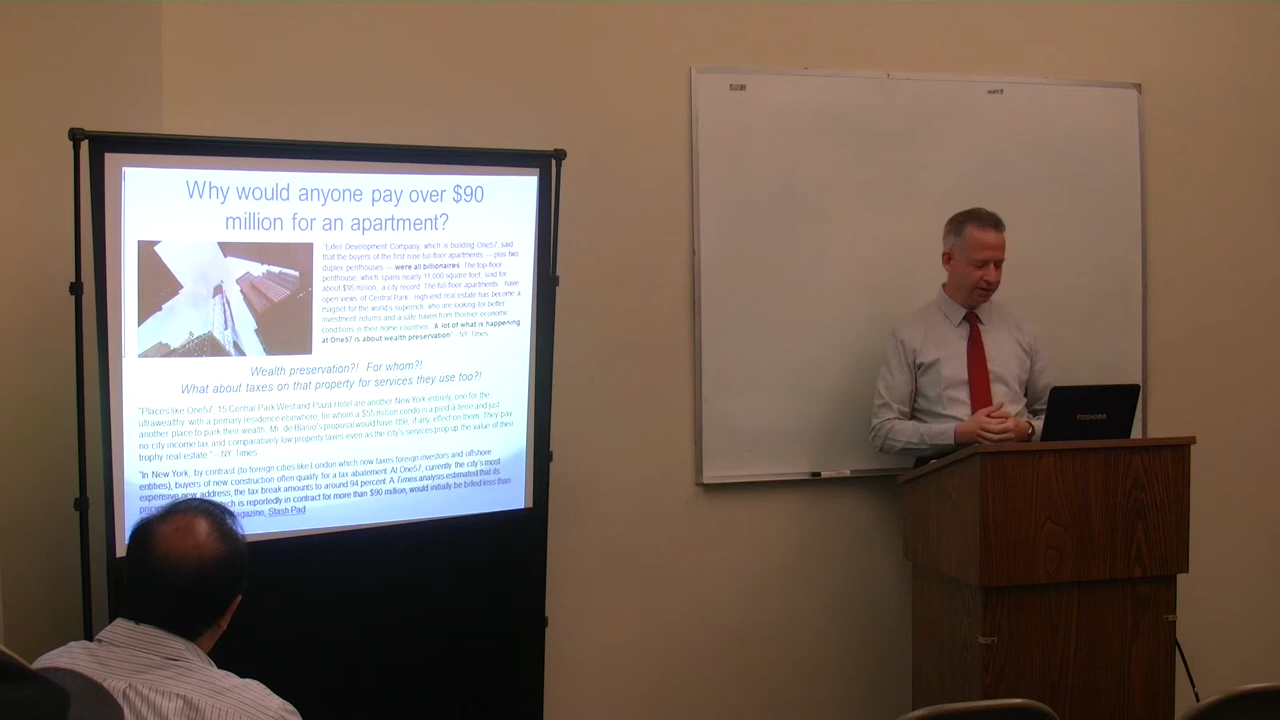 Why would anyone pay over $90
million for an apartment?
"Extell Development Company, which is building One57, said
that the buyers of the first nine full floor apartments — plus two
duplex penthouses — were all billionaires. The top-floor
penthouse, which spans nearly 11,000 square feet, sold for
about $95 million, a city record. The full-floor apartments have
open views of Central Park. High-end real estate has become a
magnet for the world's superrich, who are looking for better
investment returns and a safe haven from thornier economic
conditions in their home countries. A lot of what is happening
at One57 is about wealth preservation" – NY Times
Wealth preservation?! For whom?!
What about taxes on that property for services they use too?!
"Places like One57, 15 Central Park West and Plaza Hotel are another New York entirely, one for the
ultrawealthy with a primary residence elsewhere, for whom a $55 million condo is a pied-a-terre and just
another place to park their wealth. Mr. de Blasio's proposal would have little, if any, effect on them. They pay
no city income tax and comparatively low property taxes even as the city's services prop up the value of their
trophy real estate." – NY Times
"In New York, by contrast (to foreign cities like London which now taxes foreign investors and offshore
entities), buyers of new construction often qualify for a tax abatement. At One57, currently the city's most
expensive new address, the tax break amounts to around 94 percent. A Times analysis estimated that its
which is reportedly in contract for more than $90 million, would initially be billed less than
Slash Pad
TOSHIBA